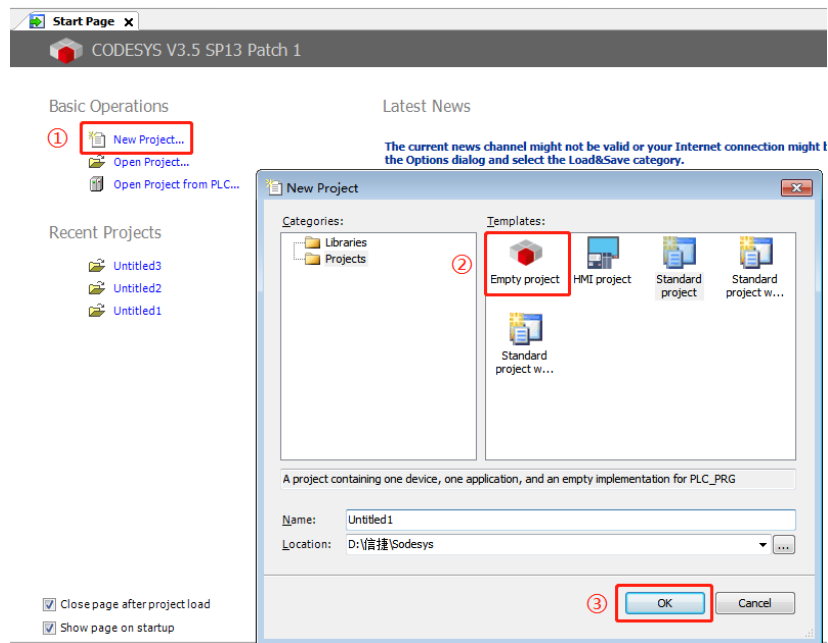 Start Page
CODESYS V3.5 SP13 Patch 1
Basic Operations
① New Project...
Open Project...
Open Project from PLC...
Recent Projects
Untitled3
Untitled2
Untitled1
Latest News
The current news channel might not be valid or your Internet connection might b
the Options dialog and select the Load&Save category.
New Project
Categories:
Libraries
Projects
Templates:
②
Empty project
HMI project
Standard
project
Standard
project w...
Standard
project w...
A project containing one device, one application, and an empty implementation for PLC_PRG
Name: Untitled1
Location: D:\信捷\Sodesys
...
③ OK
Cancel
Close page after project load
Show page on startup